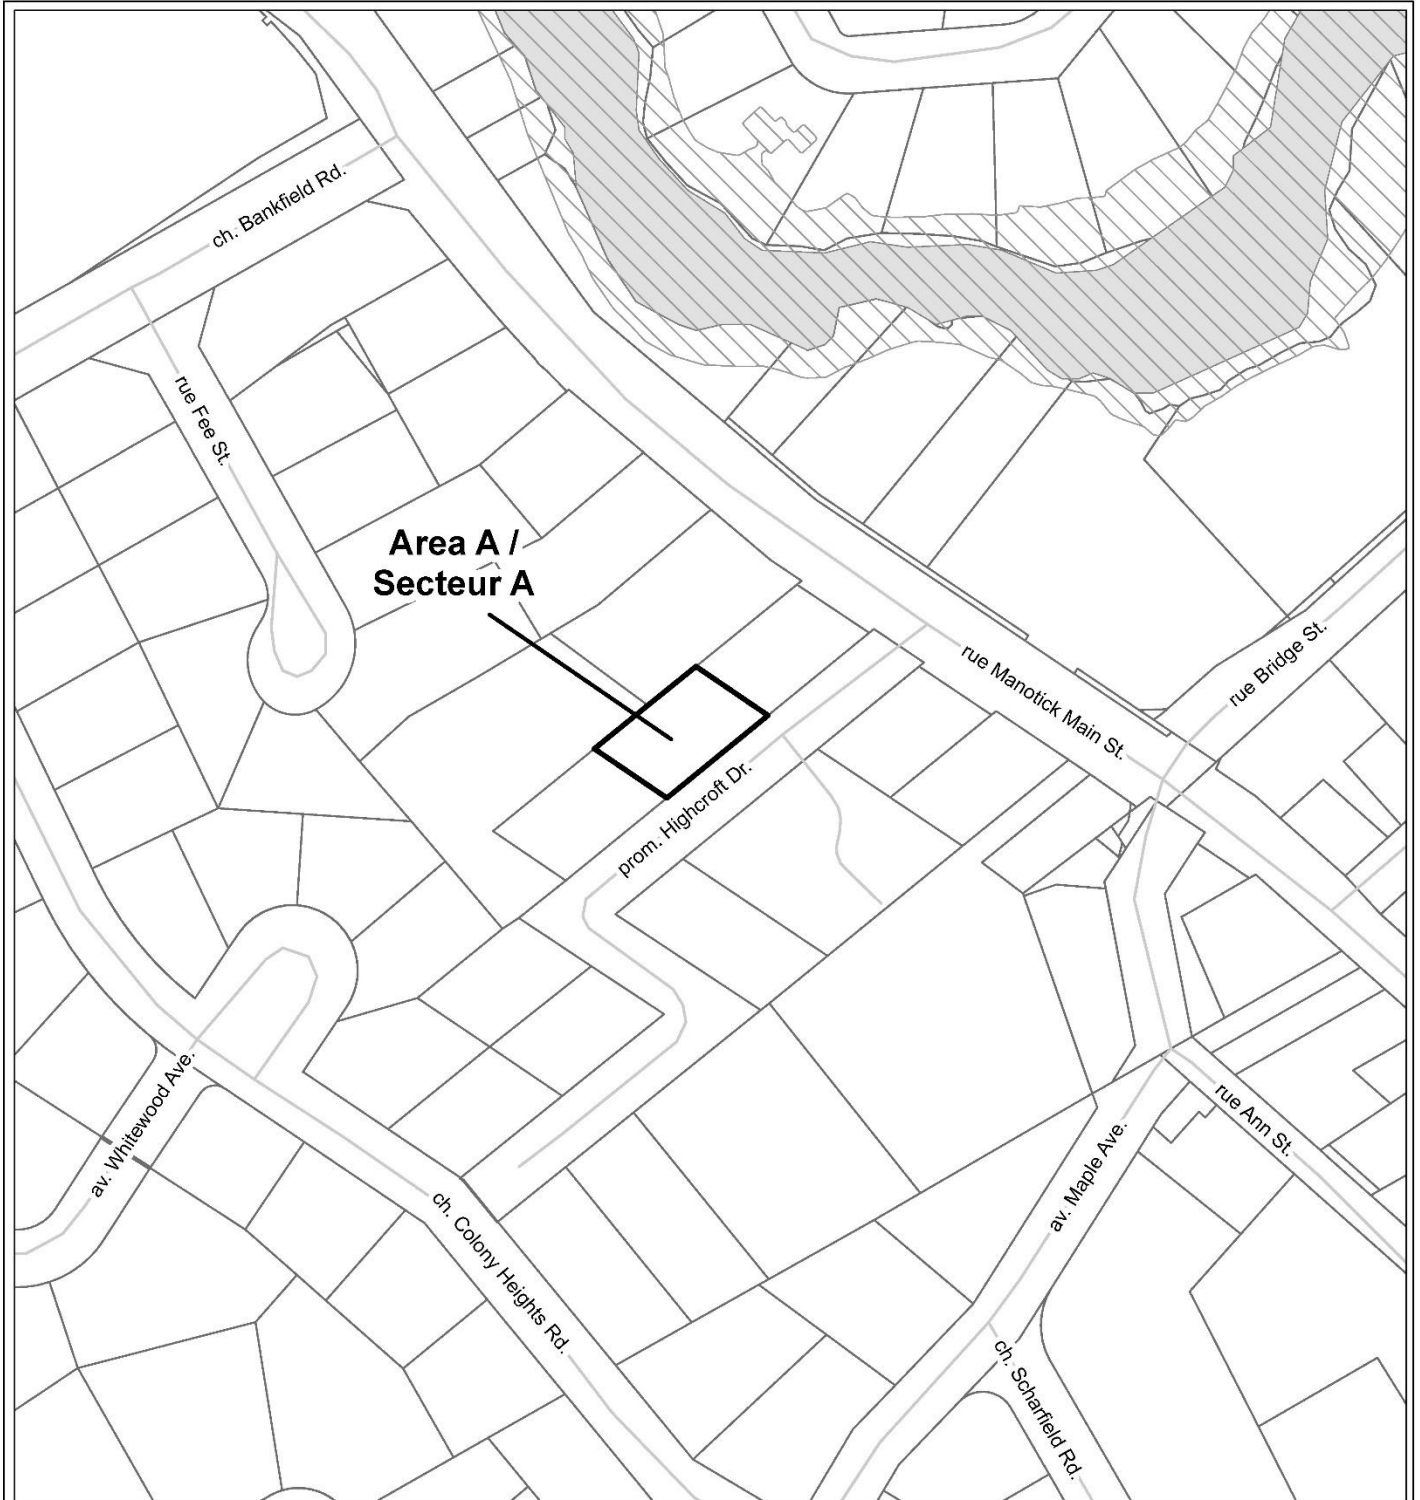 ch. Bankfield Rd.
rue Fee St.
Area A /
Secteur A
rue Manotick Main St.
rue Bridge St.
prom. Highcroft Dr.
av. Whitewood Ave.
rue Ann St.
av. Maple Ave.
ch. Colony Heights Rd.
ch. Scharfield Rd.